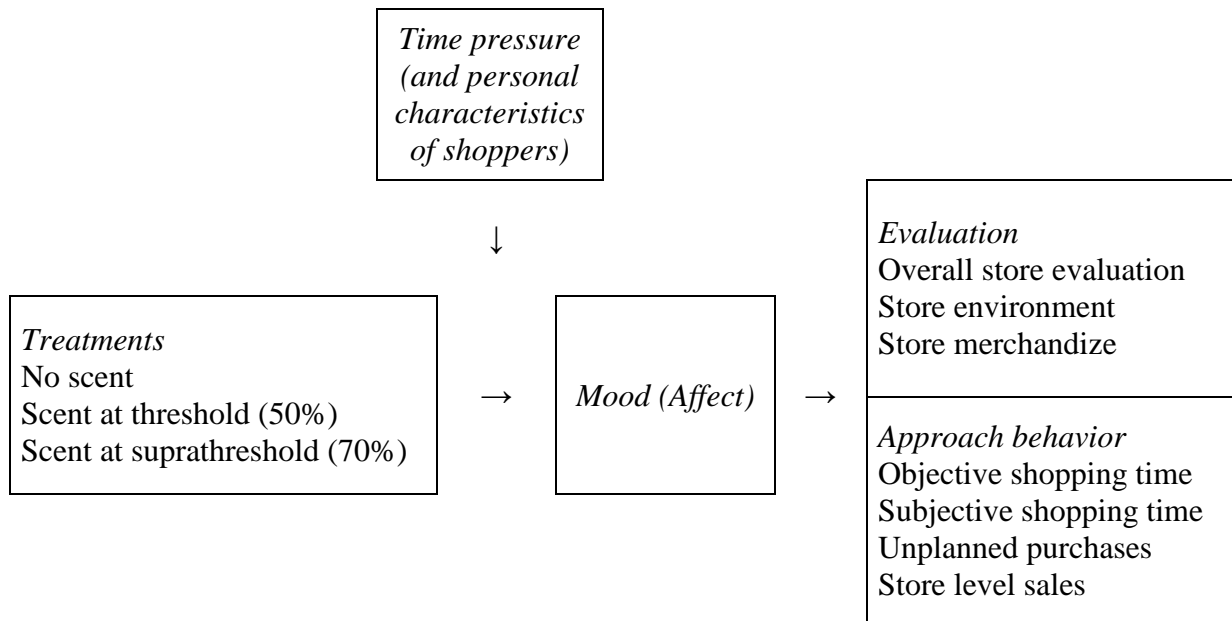 Time pressure
(and personal
characteristics
of shoppers)
↓
Treatments
No scent
Scent at threshold (50%)
Scent at suprathreshold (70%)
→
Mood (Affect)
→
Evaluation
Overall store evaluation
Store environment
Store merchandize
Approach behavior
Objective shopping time
Subjective shopping time
Unplanned purchases
Store level sales